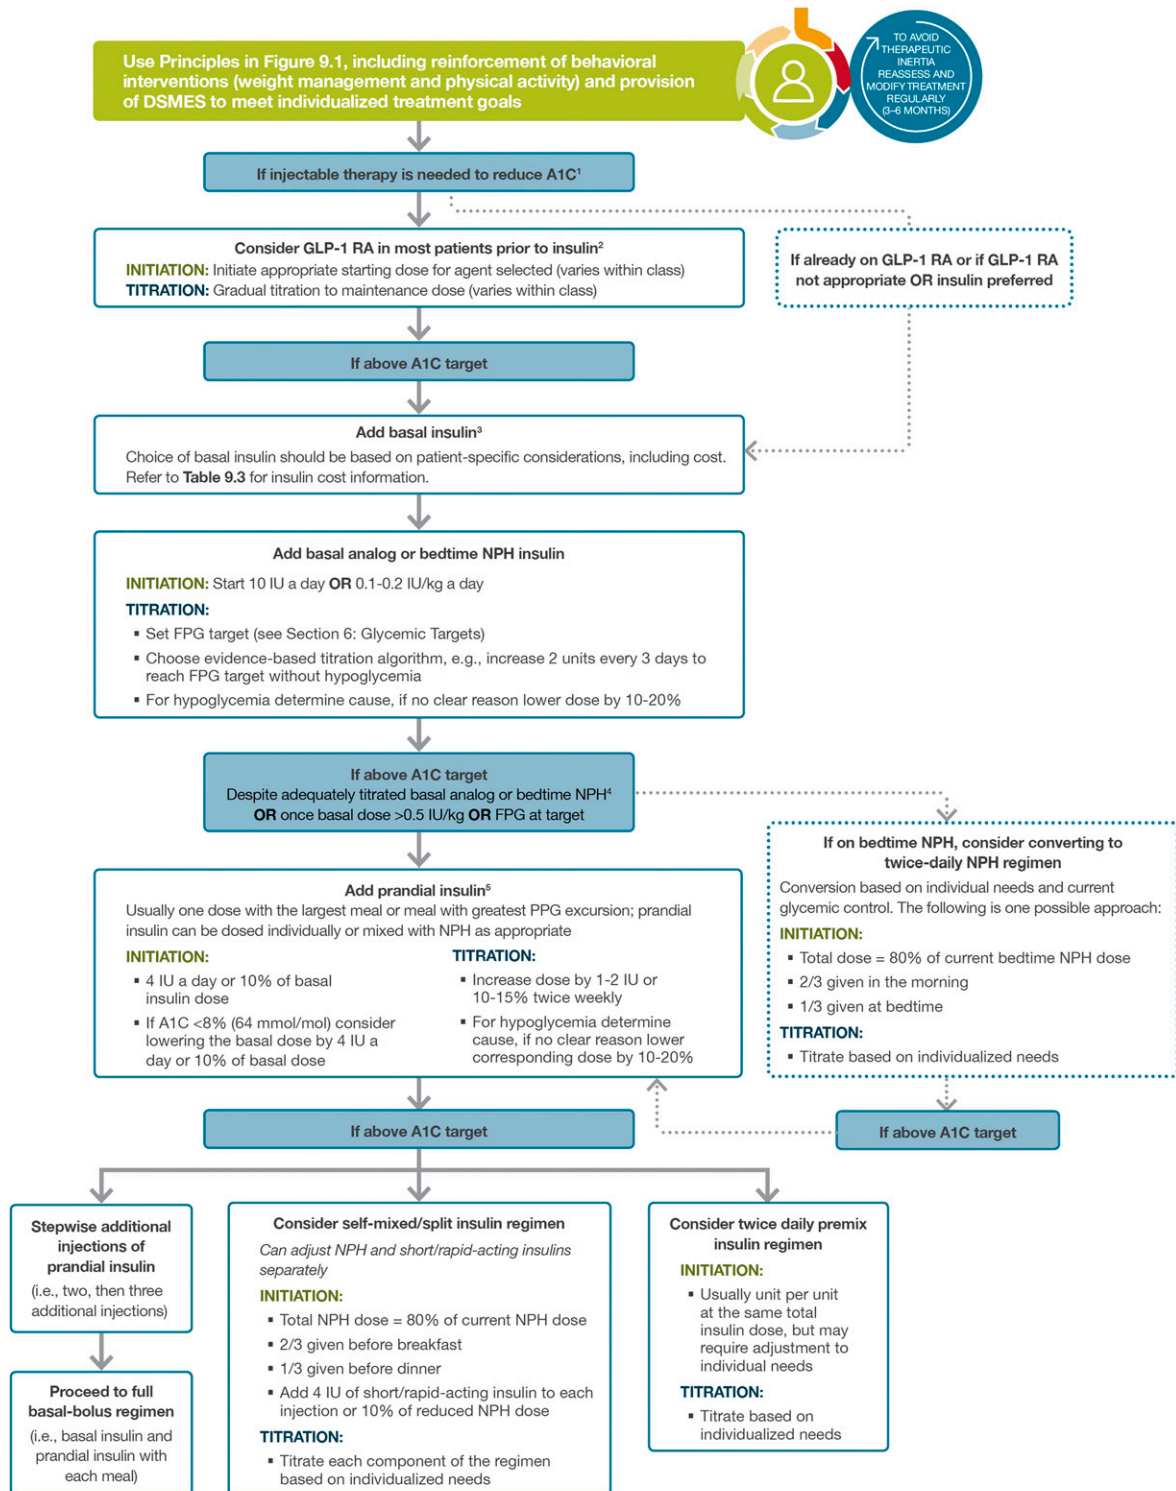 Use Principles in Figure 9.1, including reinforcement of behavioral
interventions (weight management and physical activity) and provision
of DSMES to meet individualized treatment goals
TO AVOID
THERAPEUTIC
INERTIA
REASSESS AND
MODIFY TREATMENT
REGULARLY
(3–6 MONTHS)
If injectable therapy is needed to reduce A1C¹
Consider GLP-1 RA in most patients prior to insulin²
INITIATION: Initiate appropriate starting dose for agent selected (varies within class)
TITRATION: Gradual titration to maintenance dose (varies within class)
If already on GLP-1 RA or if GLP-1 RA
not appropriate OR insulin preferred
If above A1C target
Add basal insulin³
Choice of basal insulin should be based on patient-specific considerations, including cost.
Refer to Table 9.3 for insulin cost information.
Add basal analog or bedtime NPH insulin
INITIATION: Start 10 IU a day OR 0.1-0.2 IU/kg a day
TITRATION:
▪ Set FPG target (see Section 6: Glycemic Targets)
▪ Choose evidence-based titration algorithm, e.g., increase 2 units every 3 days to
reach FPG target without hypoglycemia
▪ For hypoglycemia determine cause, if no clear reason lower dose by 10-20%
If above A1C target
Despite adequately titrated basal analog or bedtime NPH⁴
OR once basal dose >0.5 IU/kg OR FPG at target
If on bedtime NPH, consider converting to
twice-daily NPH regimen
Conversion based on individual needs and current
glycemic control. The following is one possible approach:
INITIATION:
▪ Total dose = 80% of current bedtime NPH dose
▪ 2/3 given in the morning
▪ 1/3 given at bedtime
TITRATION:
▪ Titrate based on individualized needs
Add prandial insulin⁵
Usually one dose with the largest meal or meal with greatest PPG excursion; prandial
insulin can be dosed individually or mixed with NPH as appropriate
INITIATION:
▪ 4 IU a day or 10% of basal
insulin dose
▪ If A1C <8% (64 mmol/mol) consider
lowering the basal dose by 4 IU a
day or 10% of basal dose
TITRATION:
▪ Increase dose by 1-2 IU or
10-15% twice weekly
▪ For hypoglycemia determine
cause, if no clear reason lower
corresponding dose by 10-20%
If above A1C target
If above A1C target
Stepwise additional
injections of
prandial insulin
(i.e., two, then three
additional injections)
Proceed to full
basal-bolus regimen
(i.e., basal insulin and
prandial insulin with
each meal)
Consider self-mixed/split insulin regimen
Can adjust NPH and short/rapid-acting insulins
separately
INITIATION:
▪ Total NPH dose = 80% of current NPH dose
▪ 2/3 given before breakfast
▪ 1/3 given before dinner
▪ Add 4 IU of short/rapid-acting insulin to each
injection or 10% of reduced NPH dose
TITRATION:
▪ Titrate each component of the regimen
based on individualized needs
Consider twice daily premix
insulin regimen
INITIATION:
▪ Usually unit per unit
at the same total
insulin dose, but may
require adjustment to
individual needs
TITRATION:
▪ Titrate based on
individualized needs